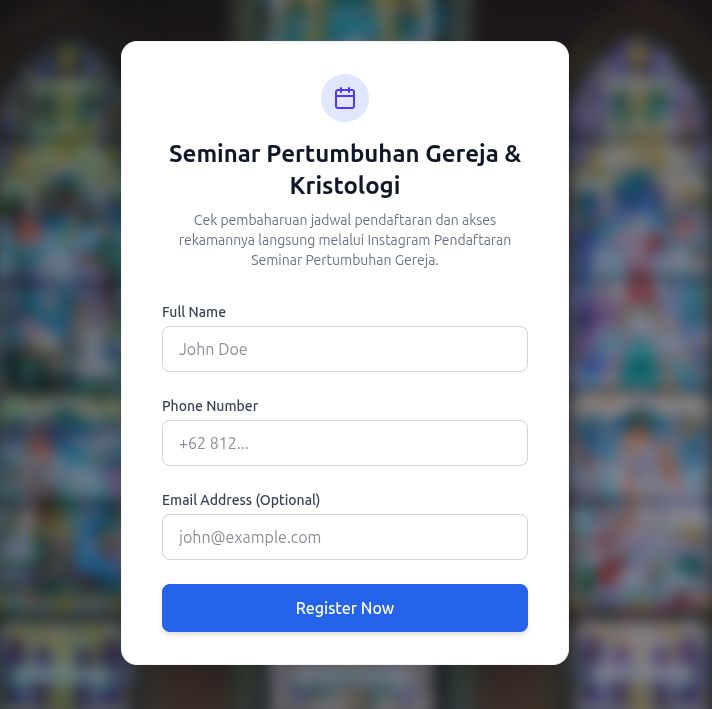 Seminar Pertumbuhan Gereja &
Kristologi
Cek pembaharuan jadwal pendaftaran dan akses
rekamannya langsung melalui Instagram Pendaftaran
Seminar Pertumbuhan Gereja.
Full Name
John Doe
Phone Number
+62 812...
Email Address (Optional)
john@example.com
Register Now